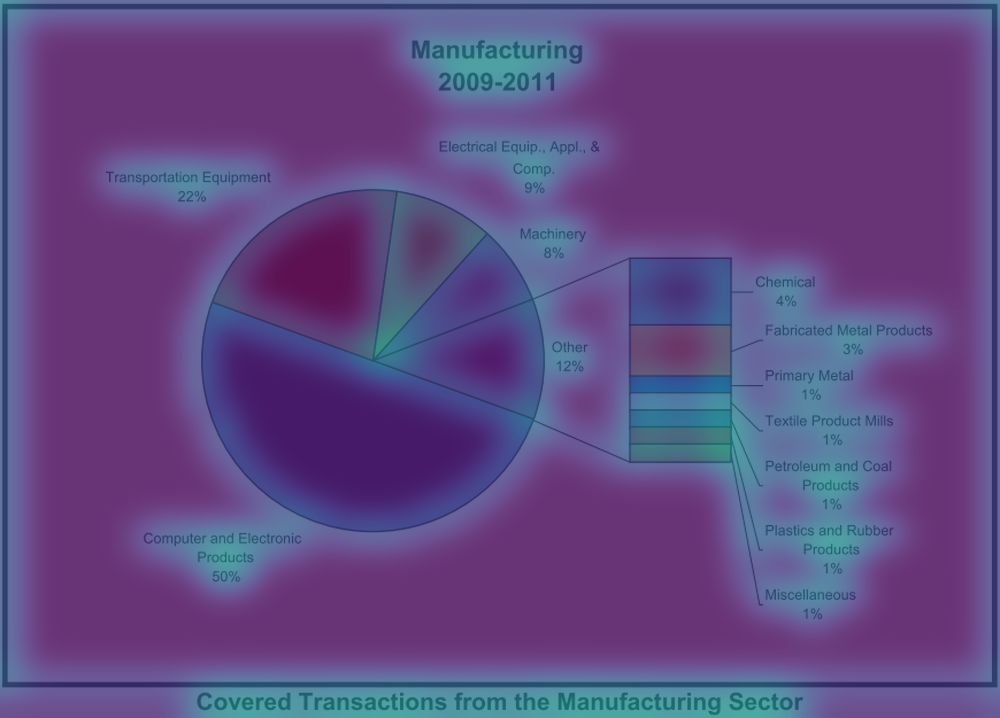 Manufacturing
2009-2011
Electrical Equip., Appl., &
Comp.
9%
Transportation Equipment
22%
Machinery
8%
Other
12%
Computer and Electronic
Products
50%
Chemical
4%
Fabricated Metal Products
3%
Primary Metal
1%
Textile Product Mills
1%
Petroleum and Coal
Products
1%
Plastics and Rubber
Products
1%
Miscellaneous
1%
Covered Transactions from the Manufacturing Sector